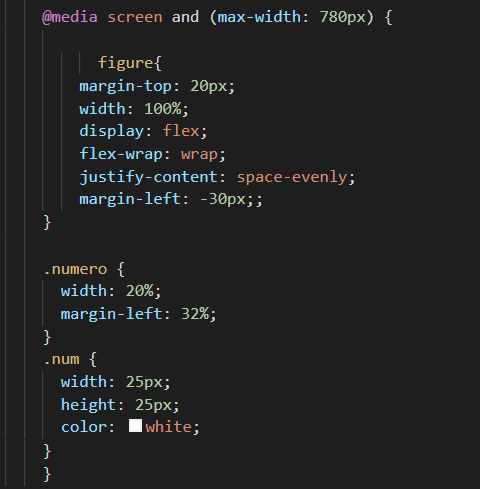 @media screen and (max-width: 780px) {
figure{
margin-top: 20px;
width: 100%;
display: flex;
flex-wrap: wrap;
justify-content: space-evenly;
margin-left: -30px;;
}
.numero {
width: 20%;
margin-left: 32%;
}
.num {
width: 25px;
height: 25px;
color: white;
}
}